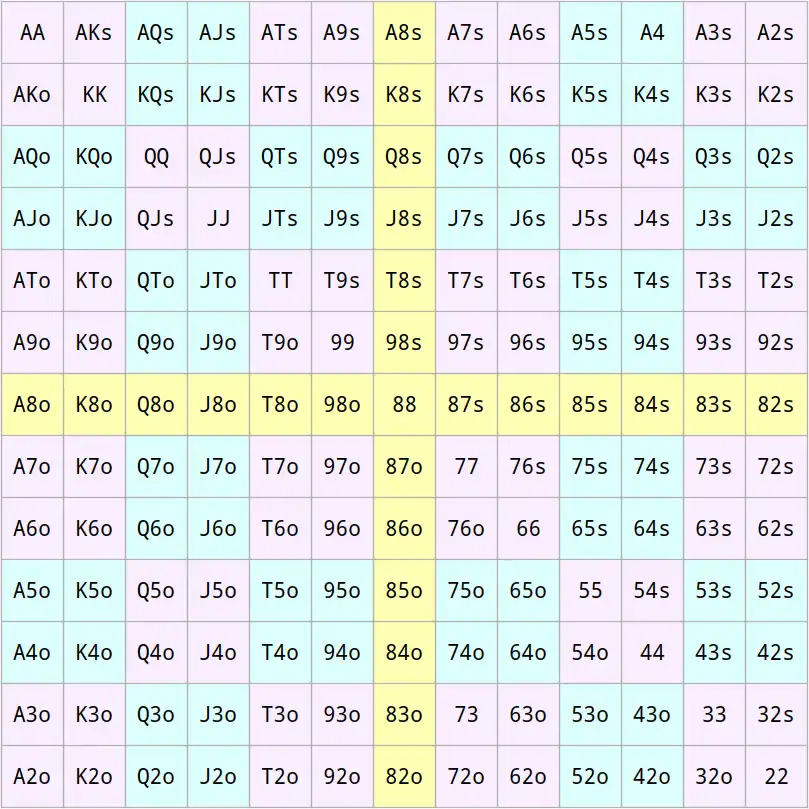 AA AKs AQs AJs ATs A9s A8s A7s A6s A5s A4 A3s A2s
AKo KK KQs KJs KTs K9s K8s K7s K6s K5s K4s K3s K2s
AQo KQo QQ QJs QTs Q9s Q8s Q7s Q6s Q5s Q4s Q3s Q2s
AJo KJo QJs JJ JTs J9s J8s J7s J6s J5s J4s J3s J2s
ATo KTo QTo JTo TT T9s T8s T7s T6s T5s T4s T3s T2s
A9o K9o Q9o J9o T9o 99 98s 97s 96s 95s 94s 93s 92s
A8o K8o Q8o J8o T8o 98o 88 87s 86s 85s 84s 83s 82s
A7o K7o Q7o J7o T7o 97o 87o 77 76s 75s 74s 73s 72s
A6o K6o Q6o J6o T6o 96o 86o 76o 66 65s 64s 63s 62s
A5o K5o Q5o J5o T5o 95o 85o 75o 65o 55 54s 53s 52s
A4o K4o Q4o J4o T4o 94o 84o 74o 64o 54o 44 43s 42s
A3o K3o Q3o J3o T3o 93o 83o 73 63o 53o 43o 33 32s
A2o K2o Q2o J2o T2o 92o 82o 72o 62o 52o 42o 32o 22